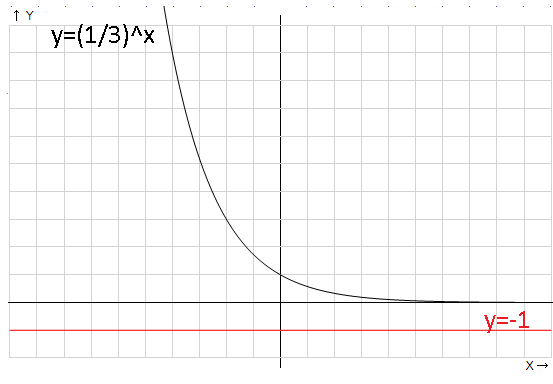 ↑ Y
y=(1/3)^x
y=-1
X →